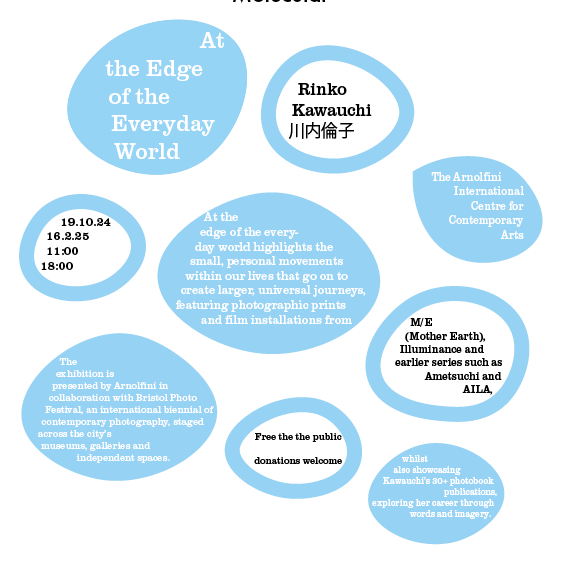 Molecular
At
the Edge
of the
Everyday
World
Rinko
Kawauchi
川内倫子
The Arnolfini
International
Centre for
Contemporary
Arts
19.10.24
16.2.25
11:00
18:00
At the
edge of the every-
day world highlights the
small, personal movements
within our lives that go on to
create larger, universal journeys,
featuring photographic prints
and film installations from
M/E
(Mother Earth),
Illuminance and
earlier series such as
Ametsuchi and
AILA,
The
exhibition is
presented by Arnolfini in
collaboration with Bristol Photo
Festival, an international biennial of
contemporary photography, staged
across the city's
museums, galleries and
independent spaces.
Free the the public
donations welcome
whilst
also showcasing
Kawauchi's 30+ photobook
publications,
exploring her career through
words and imagery.